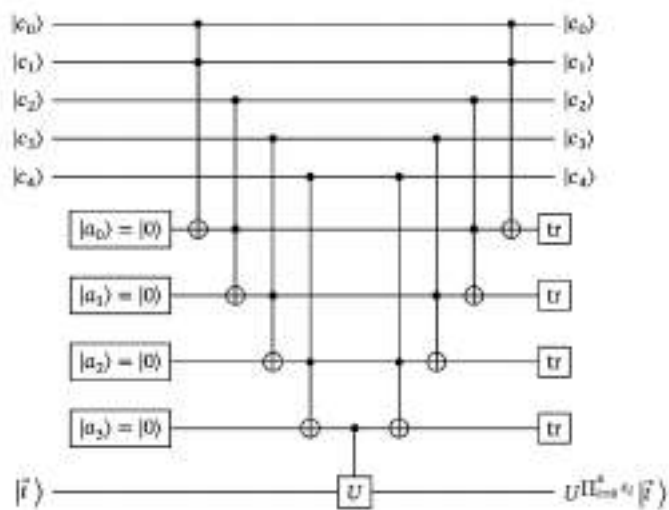 |c₀⟩ |c₀⟩
|c₁⟩ |c₁⟩
|c₂⟩ |c₂⟩
|c₃⟩ |c₃⟩
|c₄⟩ |c₄⟩
|a₀⟩ = |0⟩ tr
|a₁⟩ = |0⟩ tr
|a₂⟩ = |0⟩ tr
|a₃⟩ = |0⟩ tr
|t⃗ ⟩ U U |t⃗ ⟩